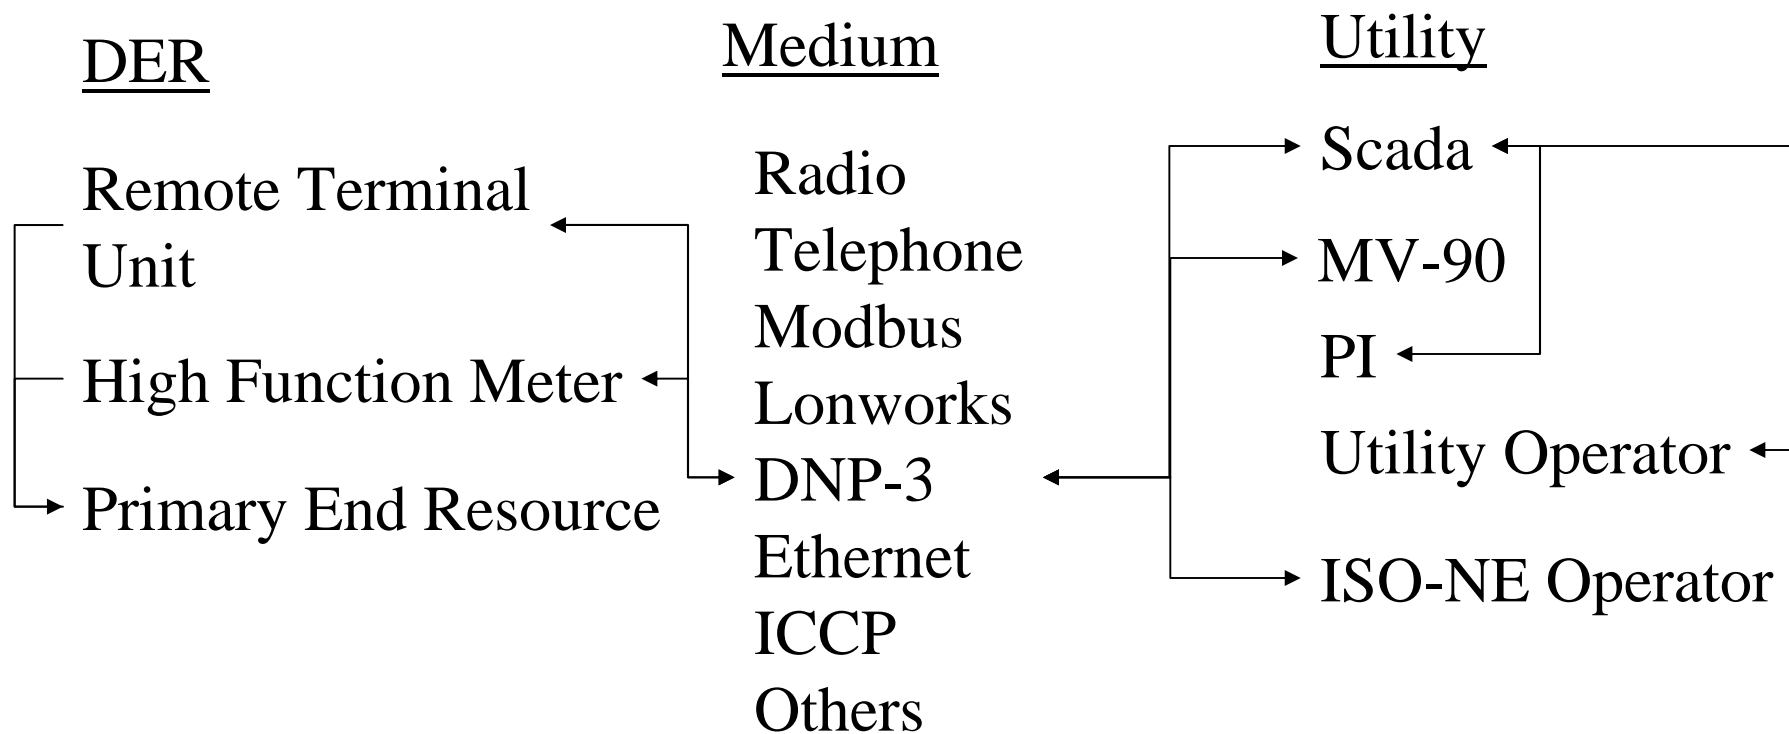 DER
Remote Terminal
Unit
High Function Meter
Primary End Resource
Medium
Radio
Telephone
Modbus
Lonworks
DNP-3
Ethernet
ICCP
Others
Utility
Scada
MV-90
PI
Utility Operator
ISO-NE Operator